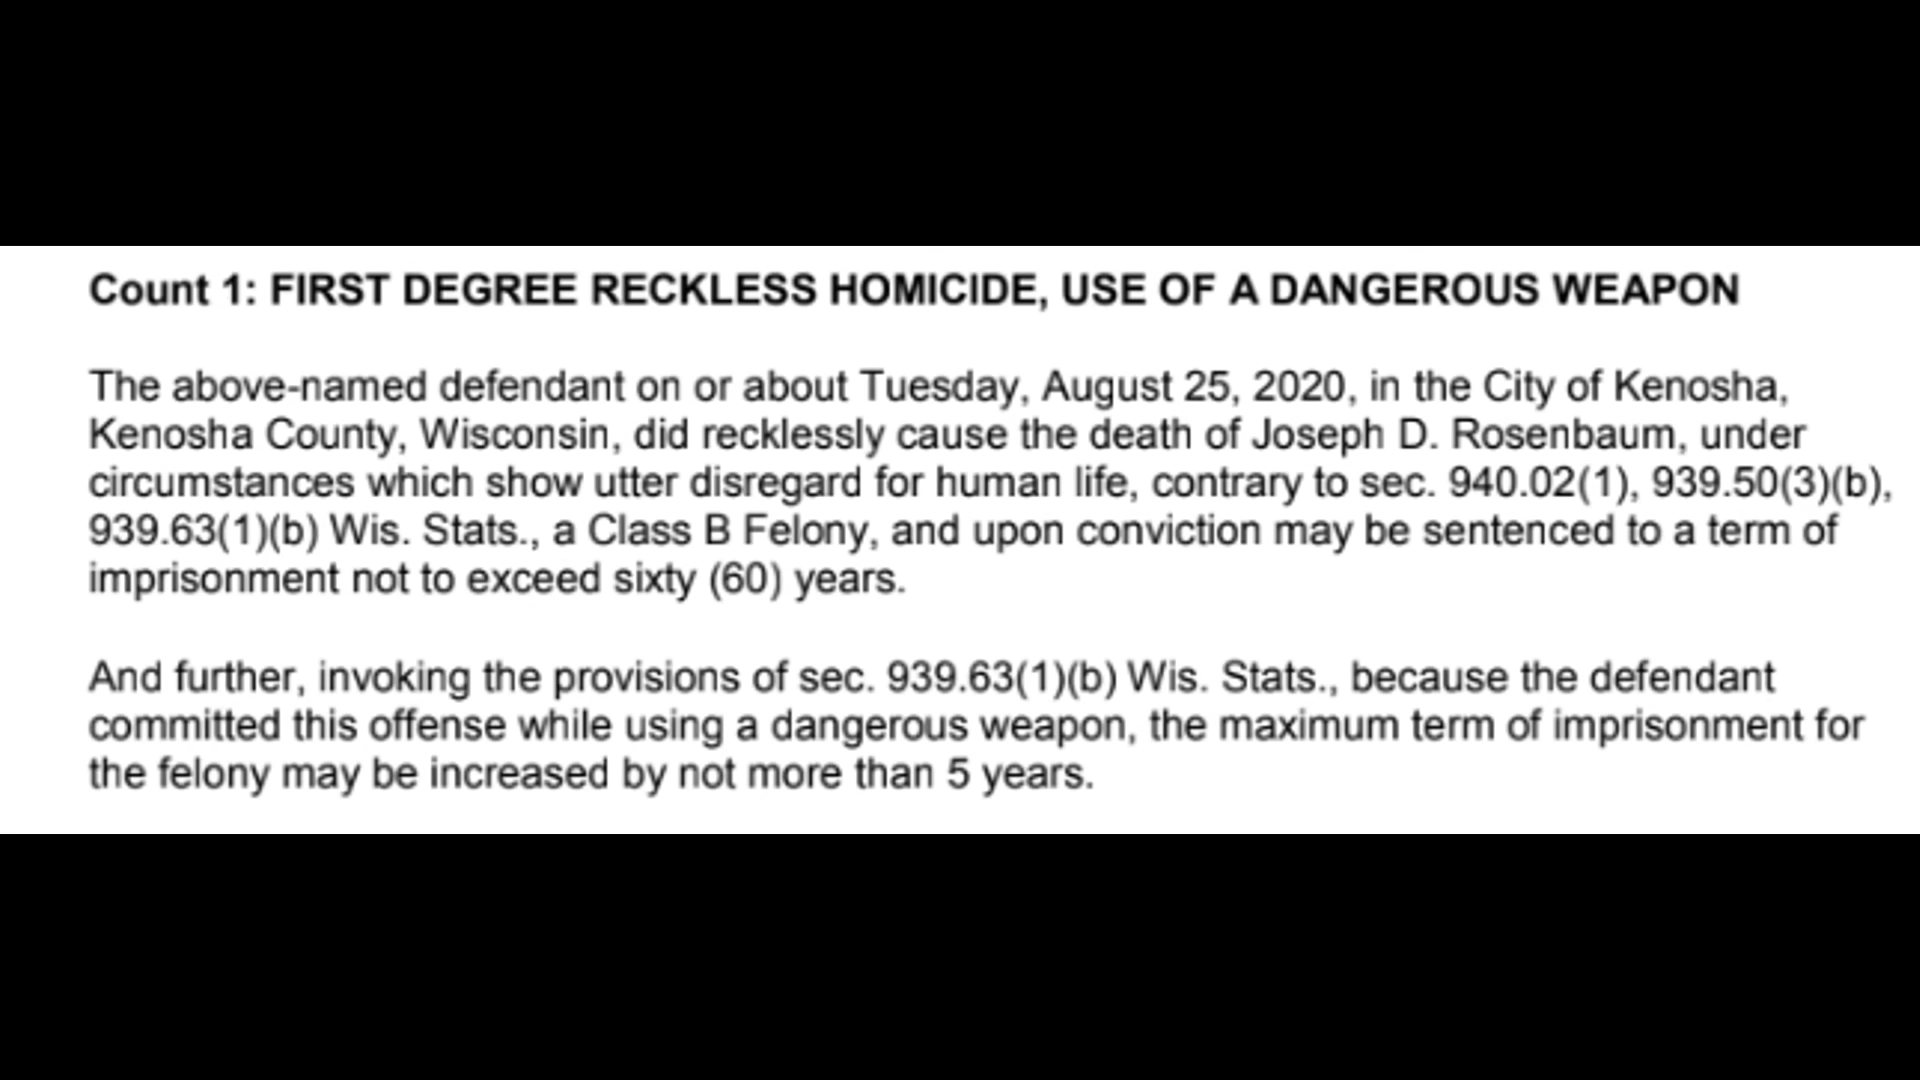 Count 1: FIRST DEGREE RECKLESS HOMICIDE, USE OF A DANGEROUS WEAPON
The above-named defendant on or about Tuesday, August 25, 2020, in the City of Kenosha,
Kenosha County, Wisconsin, did recklessly cause the death of Joseph D. Rosenbaum, under
circumstances which show utter disregard for human life, contrary to sec. 940.02(1), 939.50(3)(b),
939.63(1)(b) Wis. Stats., a Class B Felony, and upon conviction may be sentenced to a term of
imprisonment not to exceed sixty (60) years.
And further, invoking the provisions of sec. 939.63(1)(b) Wis. Stats., because the defendant
committed this offense while using a dangerous weapon, the maximum term of imprisonment for
the felony may be increased by not more than 5 years.